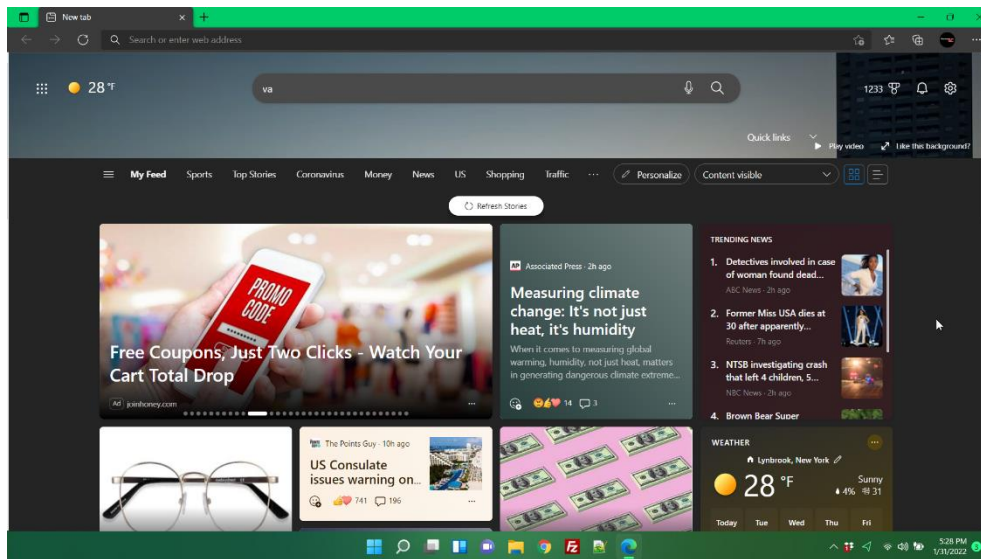 New tab
Search or enter web address
28 °F
va
1233
Quick links
Play video
Like this background?
My Feed
Sports
Top Stories
Coronavirus
Money
News
US
Shopping
Traffic
...
Personalize
Content visible
Refresh Stories
PROMO
CODE
Free Coupons, Just Two Clicks - Watch Your
Cart Total Drop
Ad joinhoney.com
AP Associated Press · 2h ago
Measuring climate
change: It's not just
heat, it's humidity
When it comes to measuring global
warming, humidity, not just heat, matters
in generating dangerous climate extreme...
14
3
TRENDING NEWS
1. Detectives involved in case
of woman found dead...
ABC News · 2h ago
2. Former Miss USA dies at
30 after apparently...
Reuters · 7h ago
3. NTSB investigating crash
that left 4 children, 5...
NBC News · 2h ago
4. Brown Bear Super
The Points Guy · 10h ago
US Consulate
issues warning on...
741
196
WEATHER
Lynbrook, New York
28 °F
Sunny
4%
31
Today
Tue
Wed
Thu
Fri
5:28 PM
1/31/2022
3